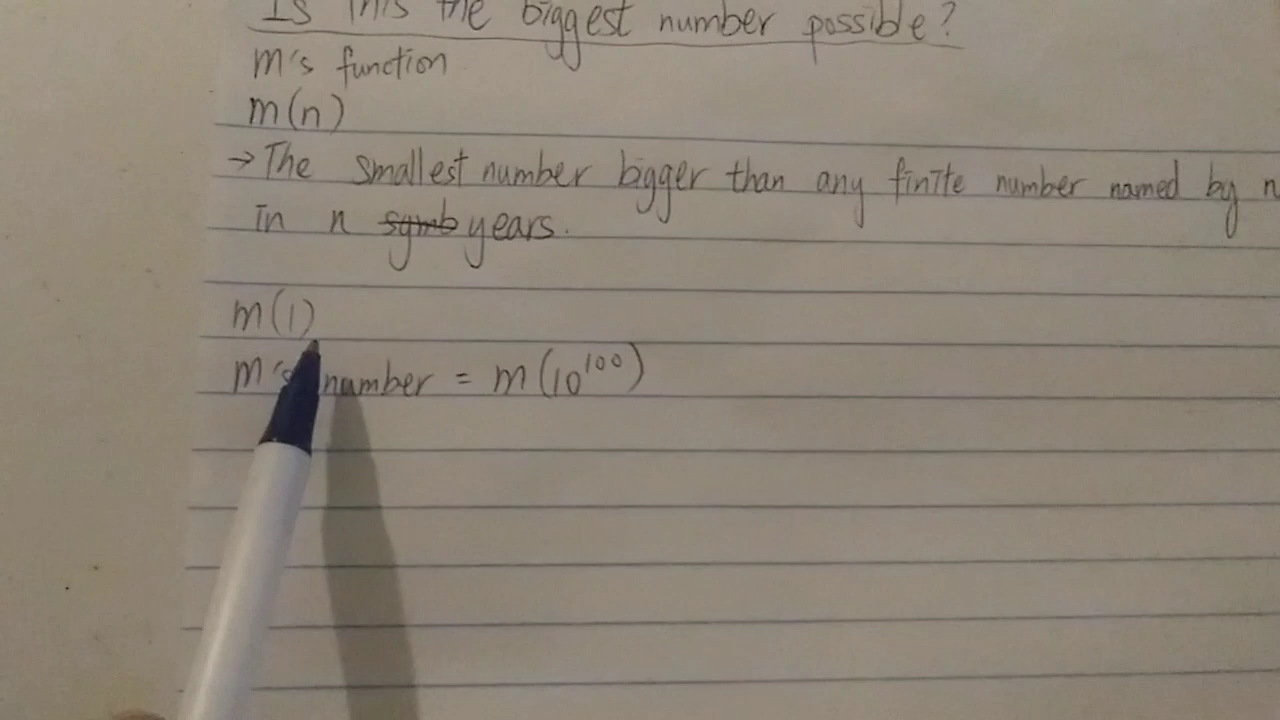 Is this the biggest number possible?
m's function
m(n)
→ The smallest number bigger than any finite number named by n
in n symb years.
m(1)
m's number = m(10^100)